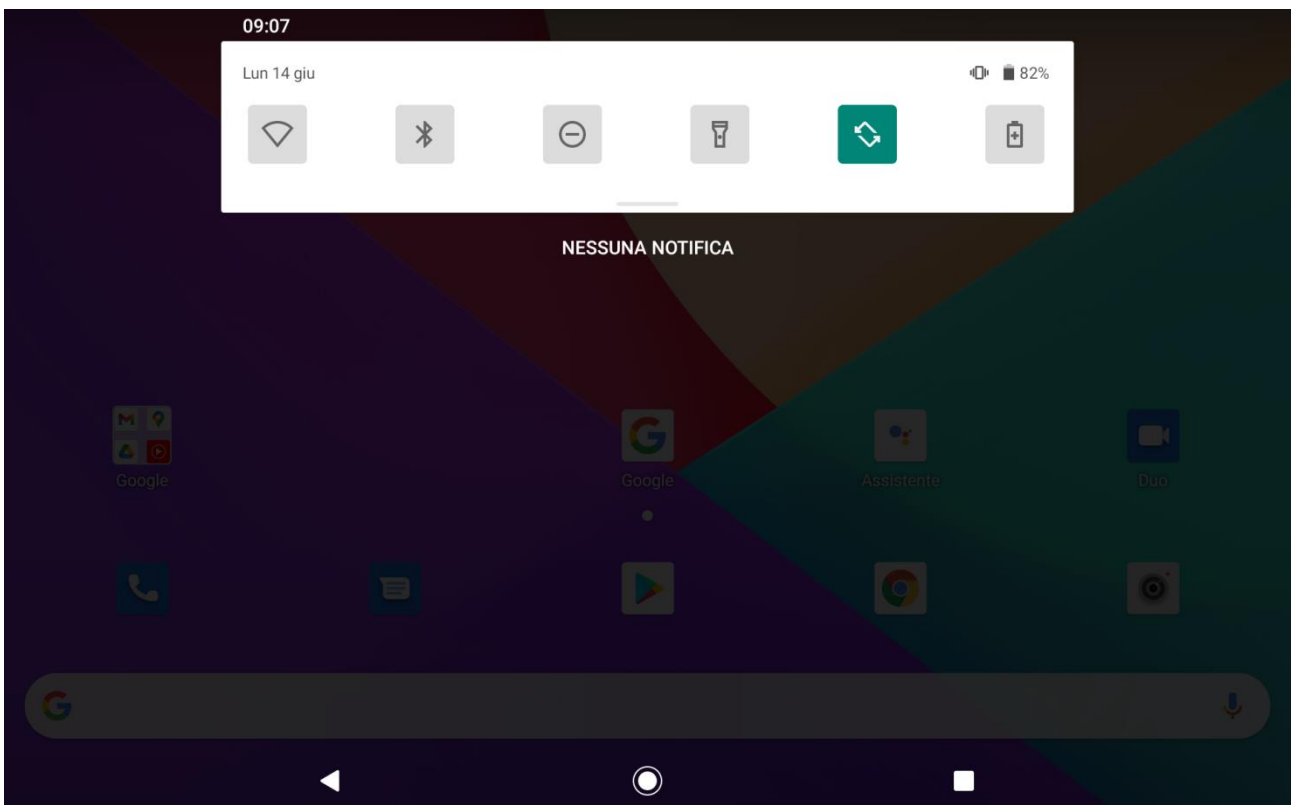 09:07
Lun 14 giu
82%
NESSUNA NOTIFICA
Google
Google
Assistente
Duo